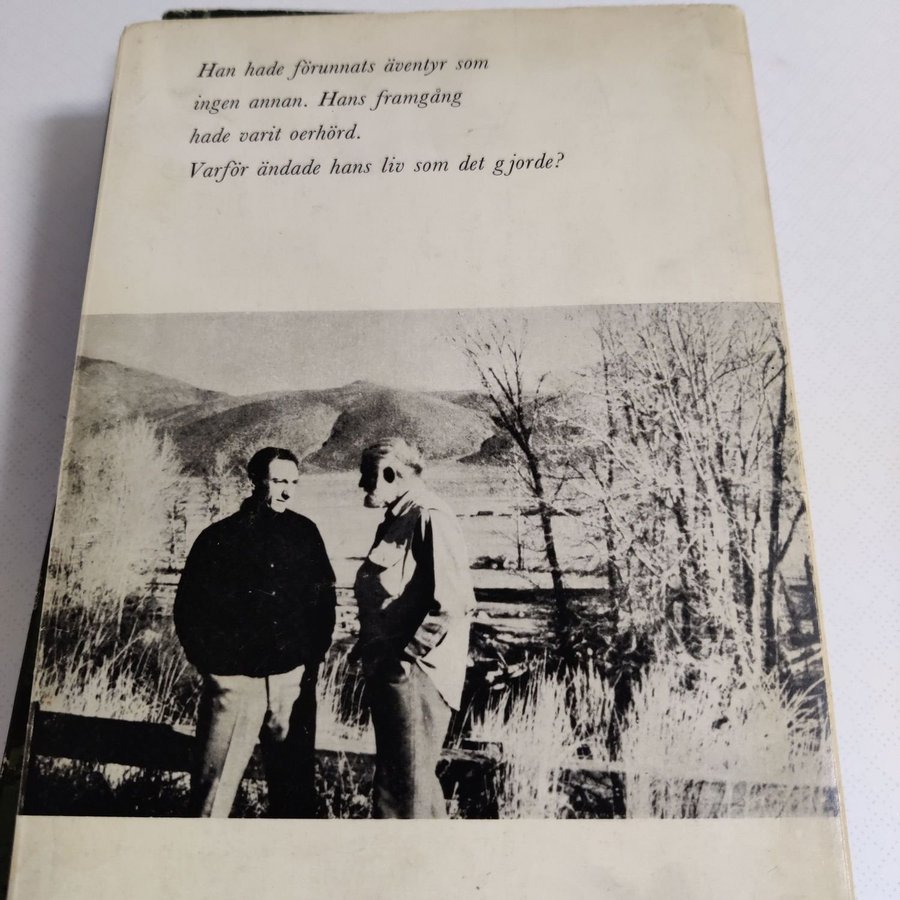 Han hade förunnats äventyr som
ingen annan. Hans framgång
hade varit oerhörd.
Varför ändade hans liv som det gjorde?